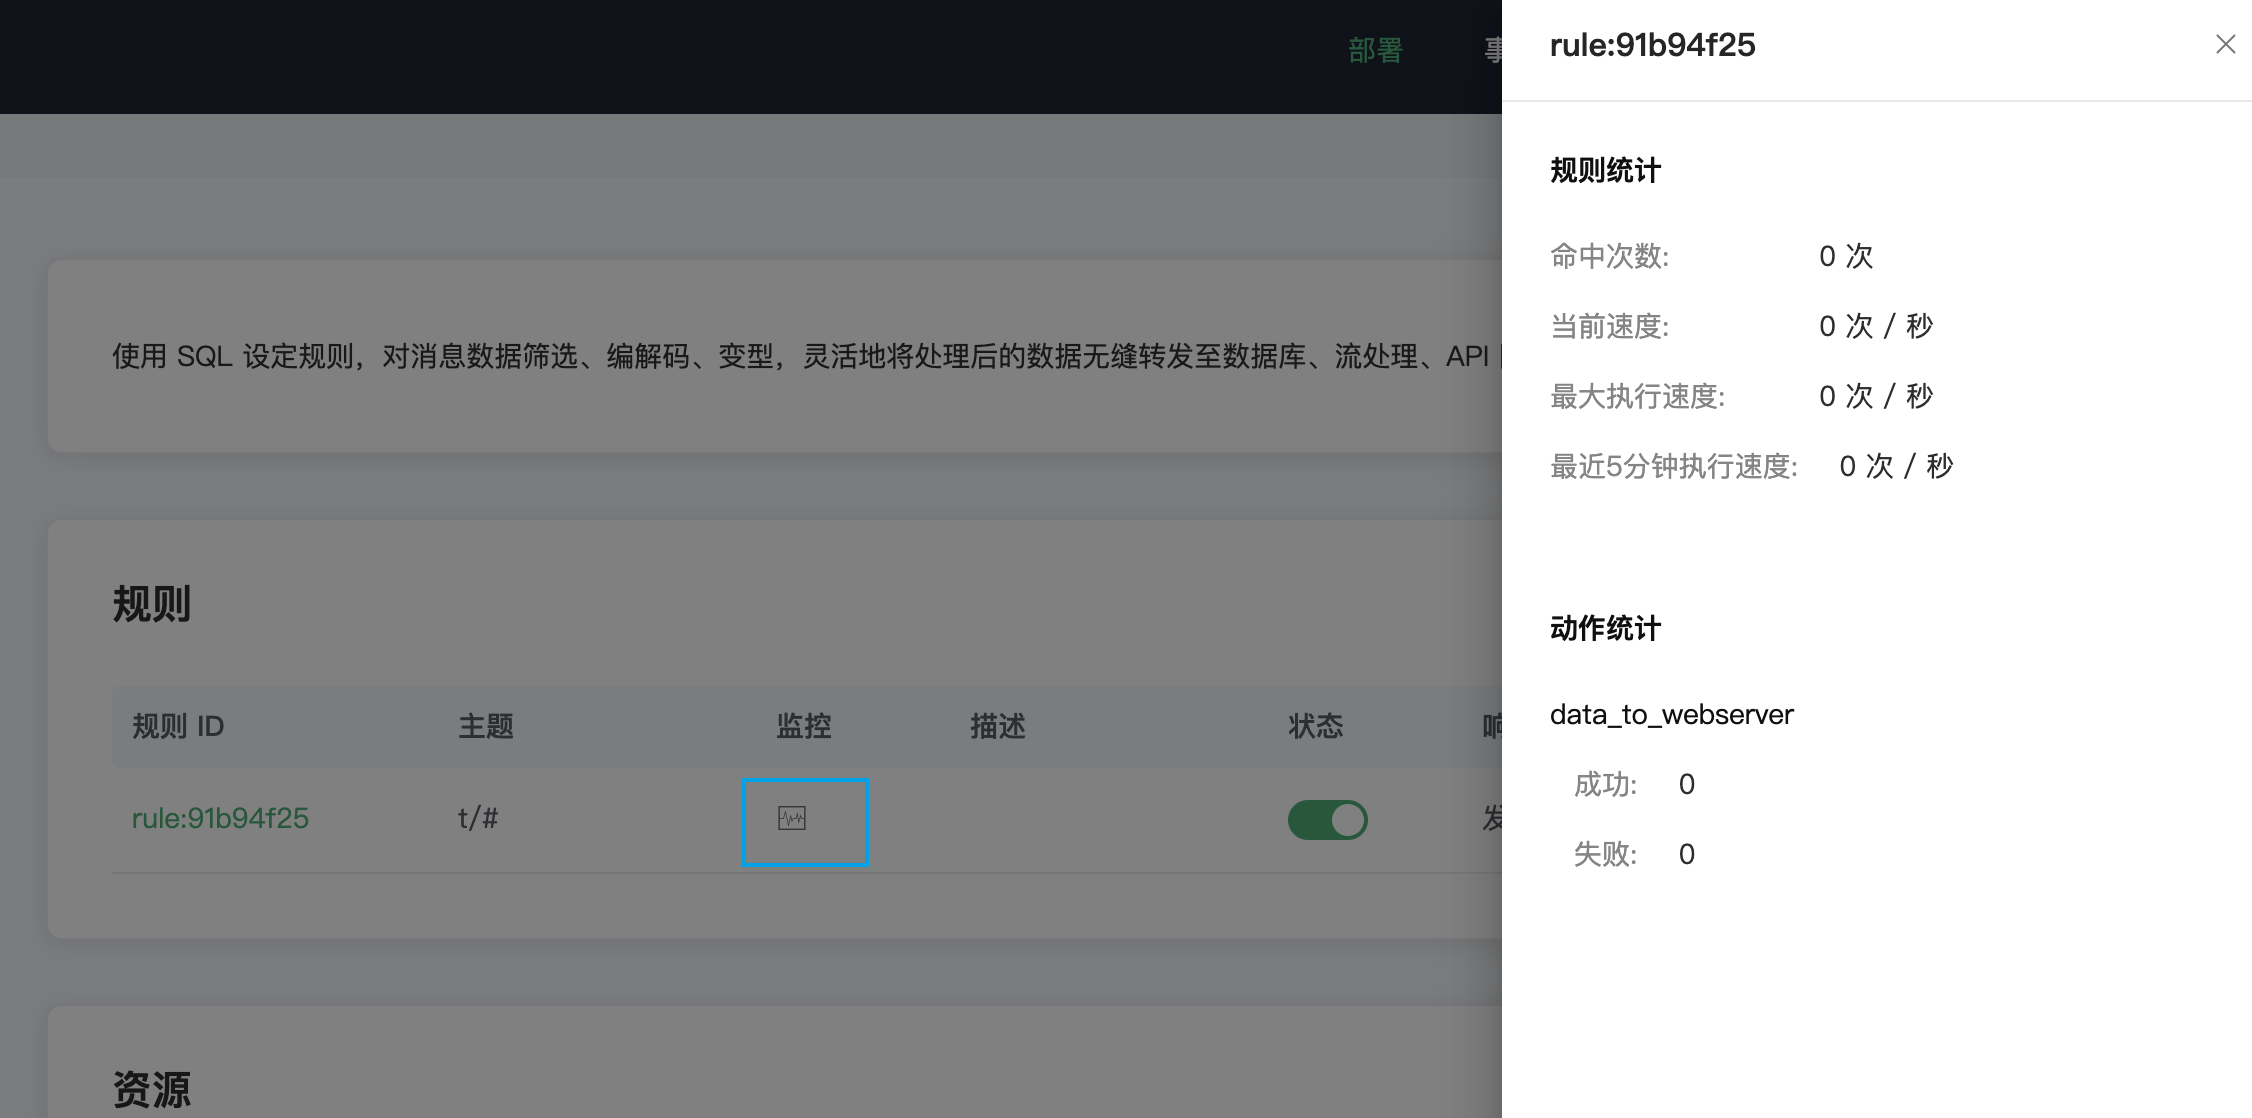 部署
使用 SQL 设定规则，对消息数据筛选、编解码、变型，灵活地将处理后的数据无缝转发至数据库、流处理、API
规则
规则 ID 主题 监控 描述 状态
rule:91b94f25 t/#
资源
rule:91b94f25
规则统计
命中次数: 0 次
当前速度: 0 次 / 秒
最大执行速度: 0 次 / 秒
最近5分钟执行速度: 0 次 / 秒
动作统计
data_to_webserver
成功: 0
失败: 0